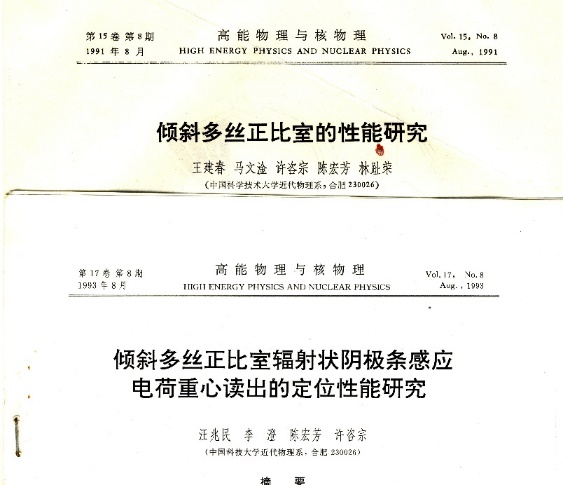 第15卷 第8期 高能物理与核物理 Vol. 15, No. 8
1991 年 8 月 HIGH ENERGY PHYSICS AND NUCLEAR PHYSICS Aug., 1991
倾斜多丝正比室的性能研究
王建春 马文淦 许咨宗 陈宏芳 林趾荣
(中国科学技术大学近代物理系,合肥 230026)
第17卷 第8期 高能物理与核物理 Vol. 17, No. 8
1993 年 8 月 HIGH ENERGY PHYSICS AND NUCLEAR PHYSICS Aug., 1993
倾斜多丝正比室辐射状阴极条感应
电荷重心读出的定位性能研究
汪兆民 李 澄 陈宏芳 许咨宗
(中国科技大学近代物理系,合肥 230026)
摘 要